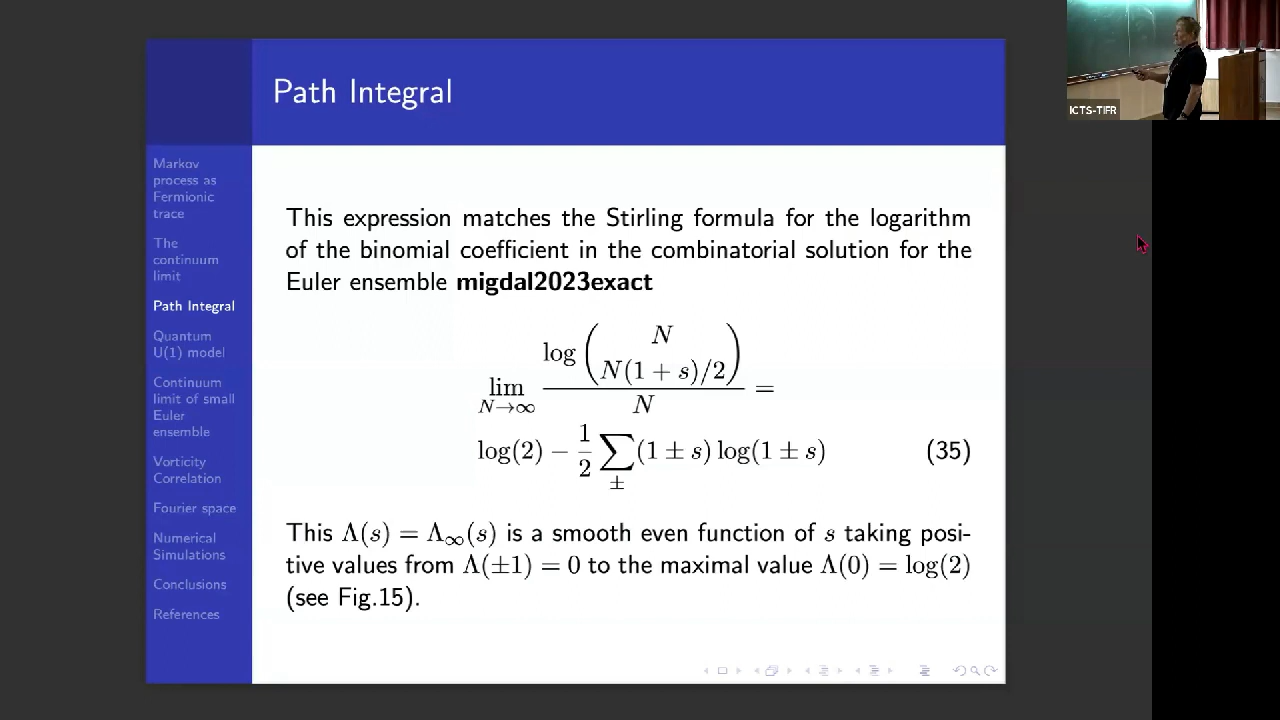 Path Integral
Markov
process as
Fermionic
trace
The
continuum
limit
Path Integral
Quantum
U(1) model
Continuum
limit of small
Euler
ensemble
Vorticity
Correlation
Fourier space
Numerical
Simulations
Conclusions
References
This expression matches the Stirling formula for the logarithm
of the binomial coefficient in the combinatorial solution for the
Euler ensemble migdal2023exact
lim_{N→∞} log (N N(1 + s)/2) / N =
log(2) − 1/2 ∑_± (1 ± s) log(1 ± s) (35)
This Λ(s) = Λ∞(s) is a smooth even function of s taking posi-
tive values from Λ(±1) = 0 to the maximal value Λ(0) = log(2)
(see Fig.15).
ICTS-TIFR